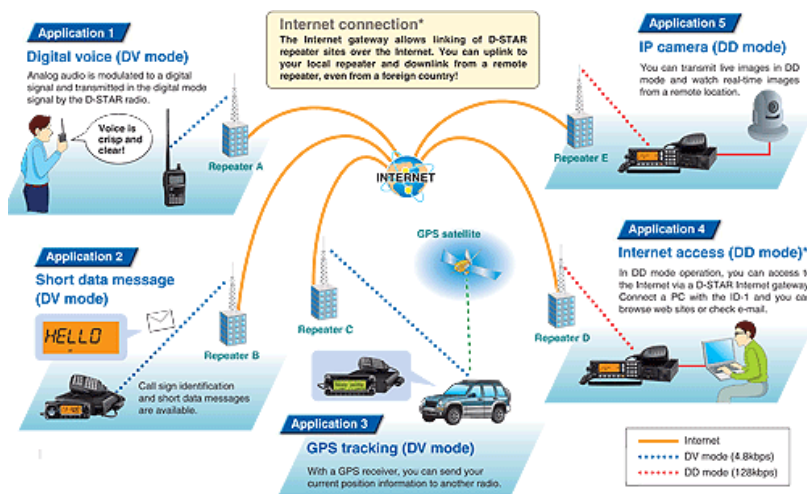 Application 1
Digital voice (DV mode)
Analog audio is modulated to a digital
signal and transmitted in the digital mode
signal by the D-STAR radio.
Voice is
crisp and
clear!
Repeater A
Internet connection*
The Internet gateway allows linking of D-STAR
repeater sites over the Internet. You can uplink to
your local repeater and downlink from a remote
repeater, even from a foreign country!
INTERNET
Application 5
IP camera (DD mode)
You can transmit live images in DD
mode and watch real-time images
from a remote location.
Repeater E
Application 2
Short data message
(DV mode)
HELLO
Repeater B
Call sign identification
and short data messages
are available.
GPS satellite
Repeater C
Application 3
GPS tracking (DV mode)
With a GPS receiver, you can send your
current position information to another radio.
Application 4
Internet access (DD mode)*
In DD mode operation, you can access t
the Internet via a D-STAR Internet gateway
Connect a PC with the ID-1 and you ca
browse web sites or check e-mail.
Repeater D
Internet
DV mode (4.8kbps)
DD mode (128kbps)